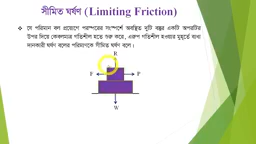 সীমিত ঘর্ষণ (Limiting Friction)
❖ যে পরিমান বল প্রয়োগে পরস্পরের সংস্পর্শে অবস্থিত দুটি বস্তুর একটি অপরটির
উপর দিয়ে কেবলমাত্র গতিশীল হতে শুরু করে, এরূপ গতিশীল হওয়ার মুহূর্তে বাধা
দানকারী ঘর্ষণ বলের পরিমাণকে সীমিত ঘর্ষণ বলে।
R
F
P
W